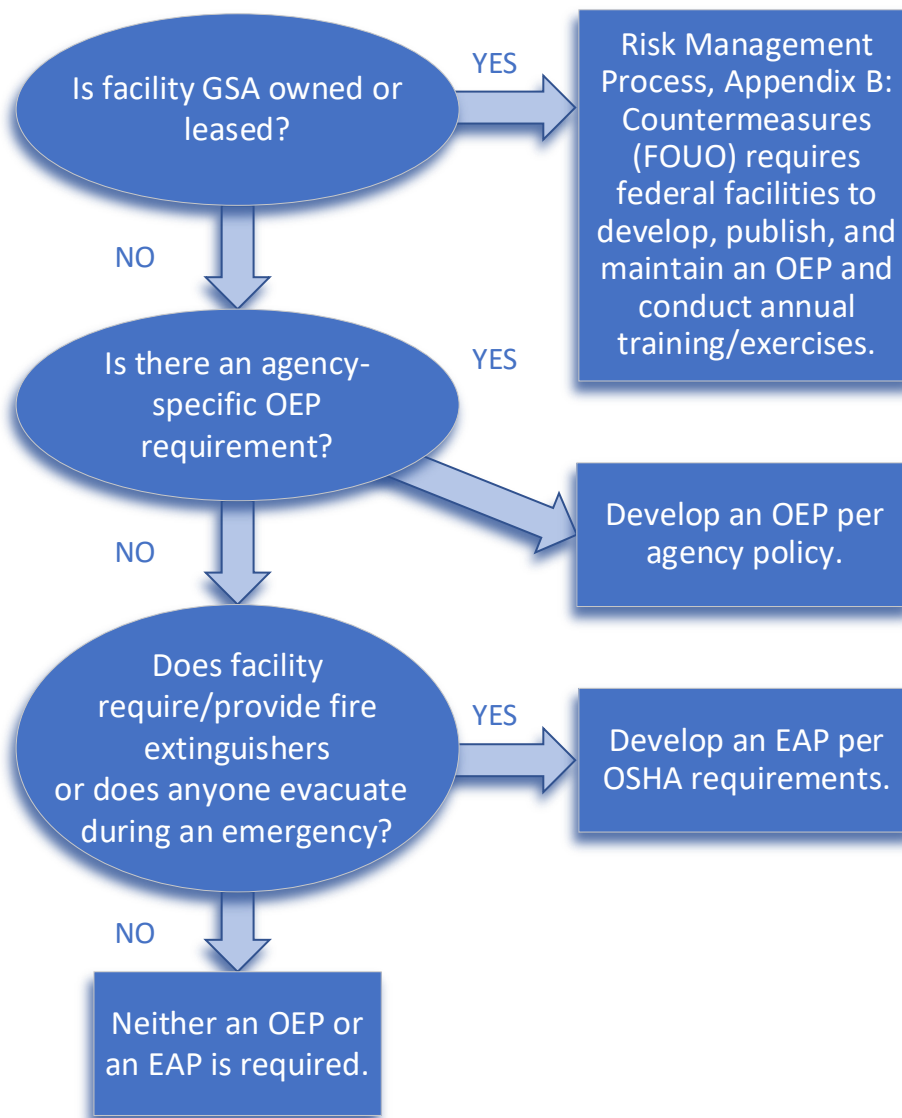 Is facility GSA owned or
leased?
YES
Risk Management
Process, Appendix B:
Countermeasures
(FOUO) requires
federal facilities to
develop, publish, and
maintain an OEP and
conduct annual
training/exercises.
NO
Is there an agency-
specific OEP
requirement?
YES
Develop an OEP per
agency policy.
NO
Does facility
require/provide fire
extinguishers
or does anyone evacuate
during an emergency?
YES
Develop an EAP per
OSHA requirements.
NO
Neither an OEP or
an EAP is required.